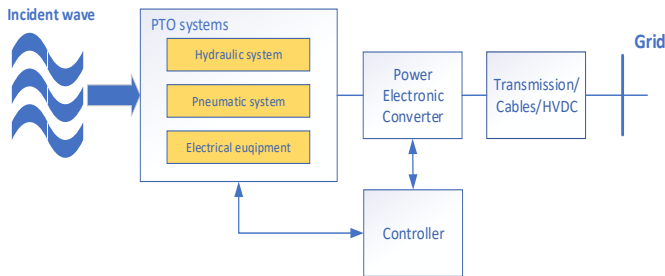 Incident wave
PTO systems
Hydraulic system
Pneumatic system
Electrical euqipment
Power
Electronic
Converter
Transmission/
Cables/HVDC
Grid
Controller